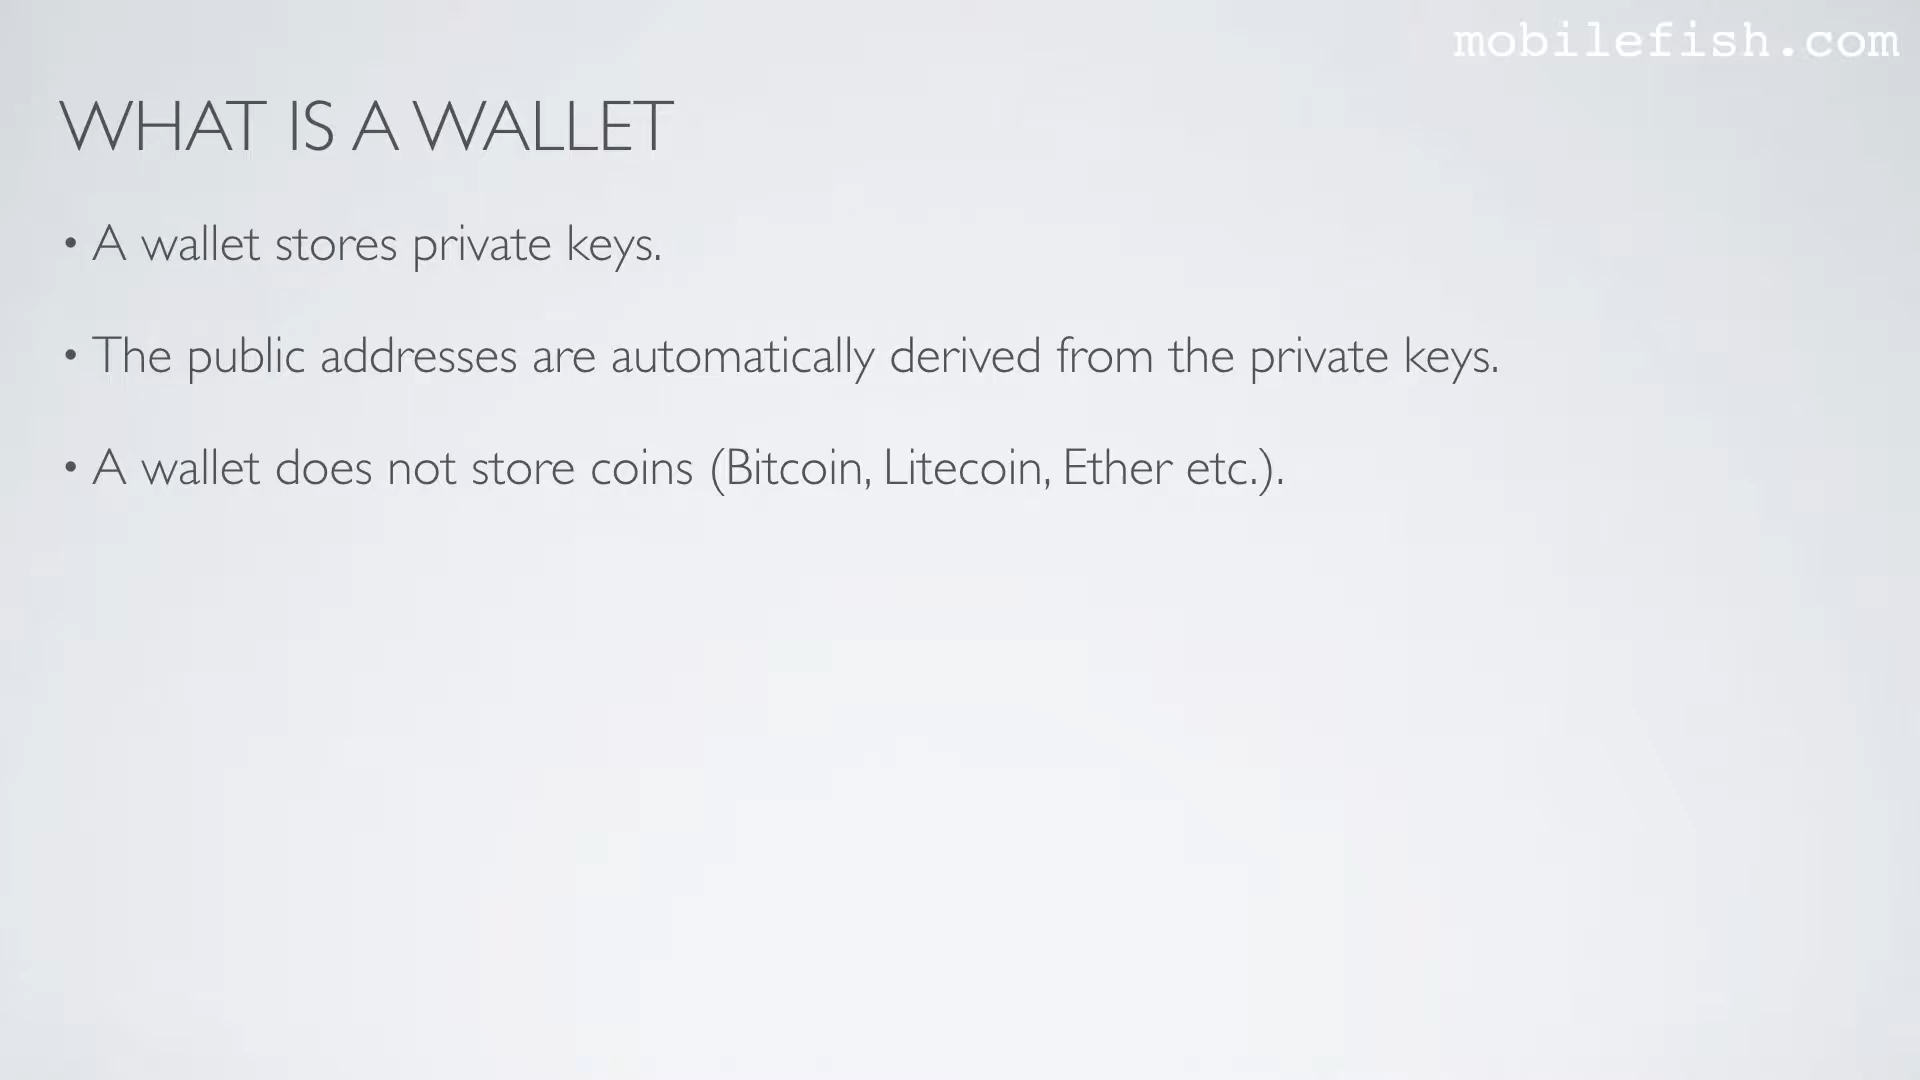 mobilefish.com
WHAT IS A WALLET
• A wallet stores private keys.
• The public addresses are automatically derived from the private keys.
• A wallet does not store coins (Bitcoin, Litecoin, Ether etc.).